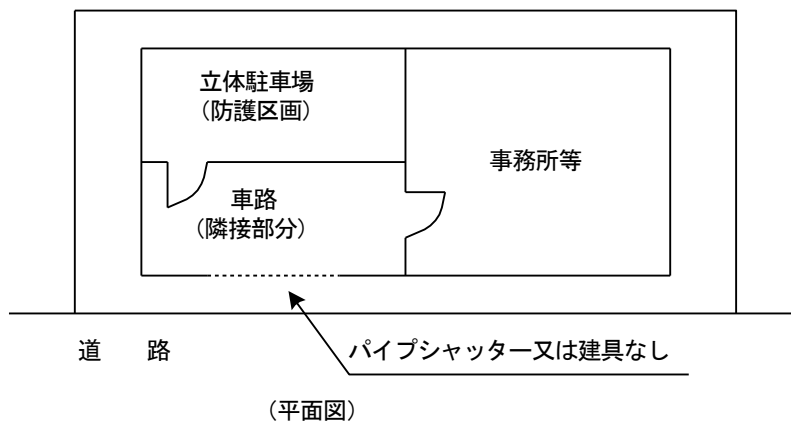 立体駐車場
（防護区画）
事務所等
車路
（隣接部分）
道　　路
パイプシャッター又は建具なし
（平面図）